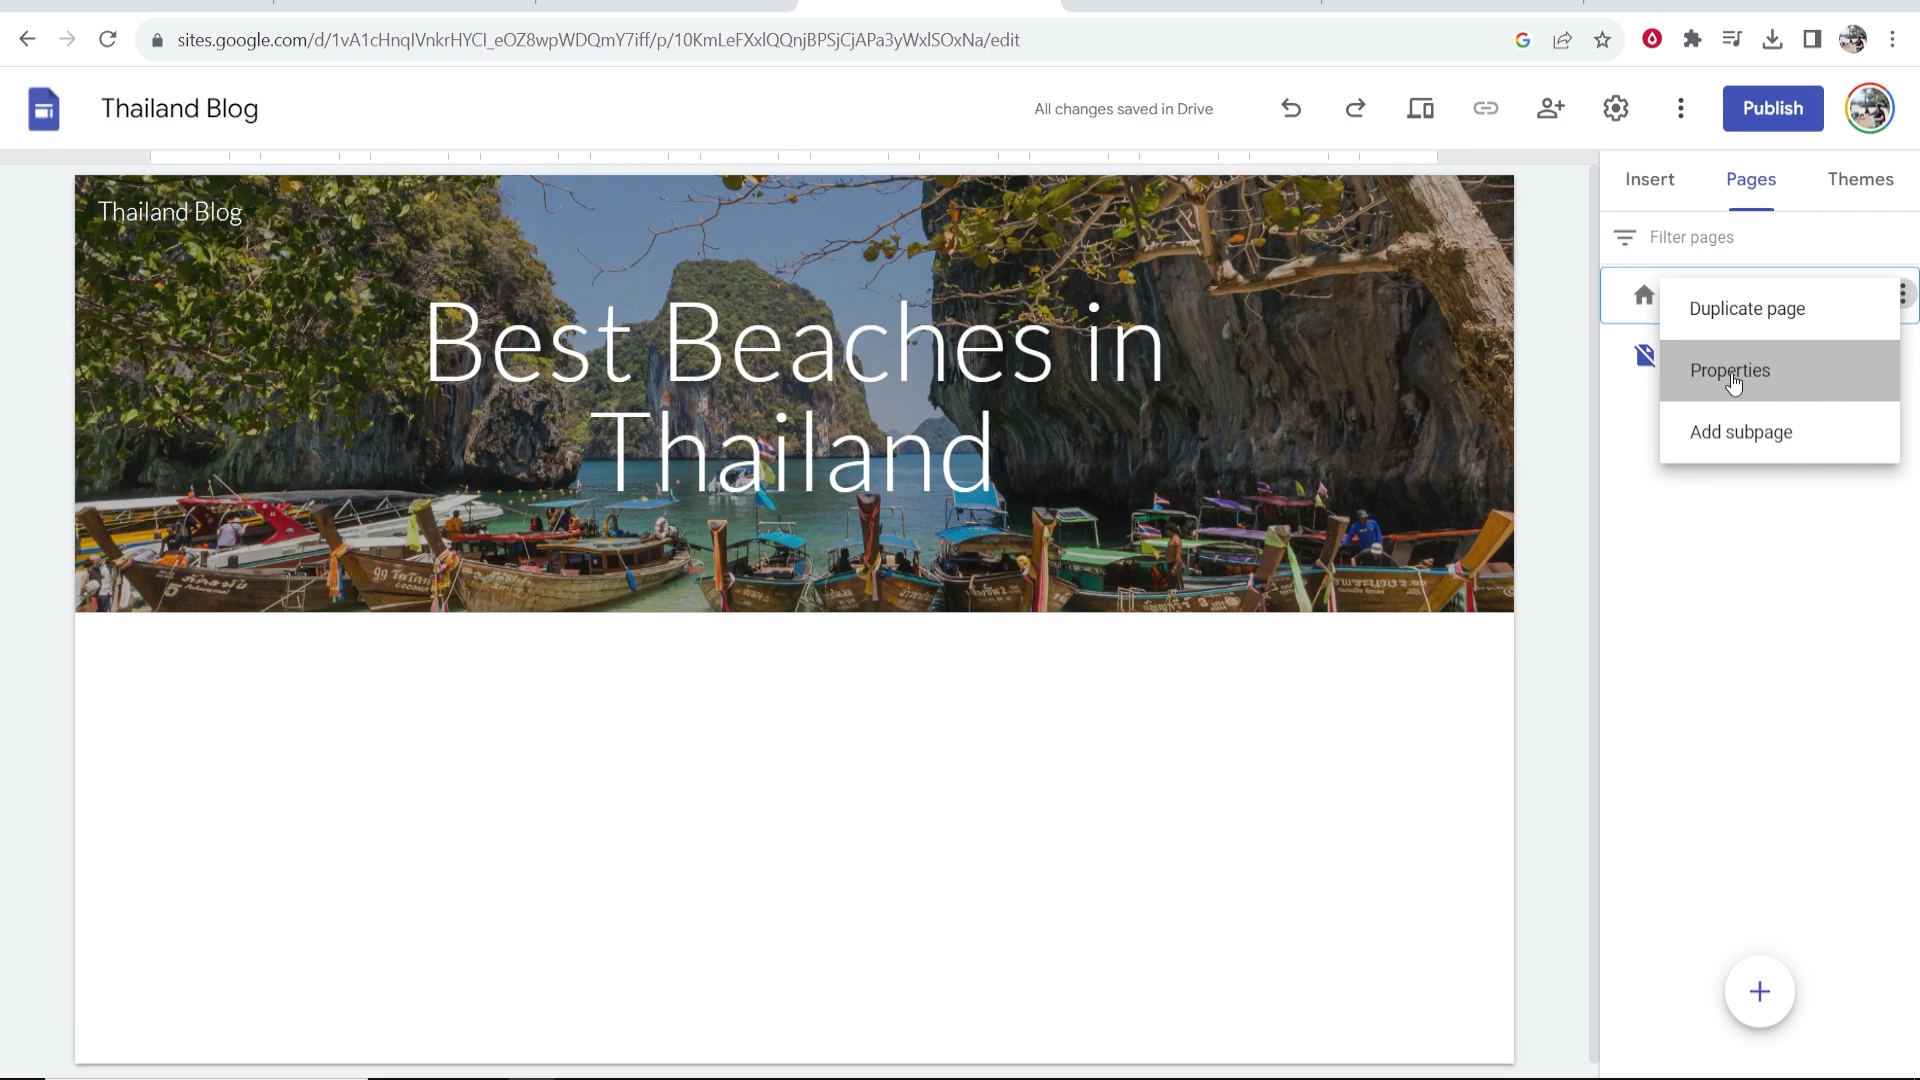 sites.google.com/d/1vA1cHnqIVnkrHYCI_eOZ8wpWDQmY7iff/p/10KmLeFXxlQQnjBPSjCjAPa3yWxlSOxNa/edit
Thailand Blog
All changes saved in Drive
Publish
Insert
Pages
Themes
Filter pages
Thailand Blog
Best Beaches in
Thailand
Duplicate page
Properties
Add subpage